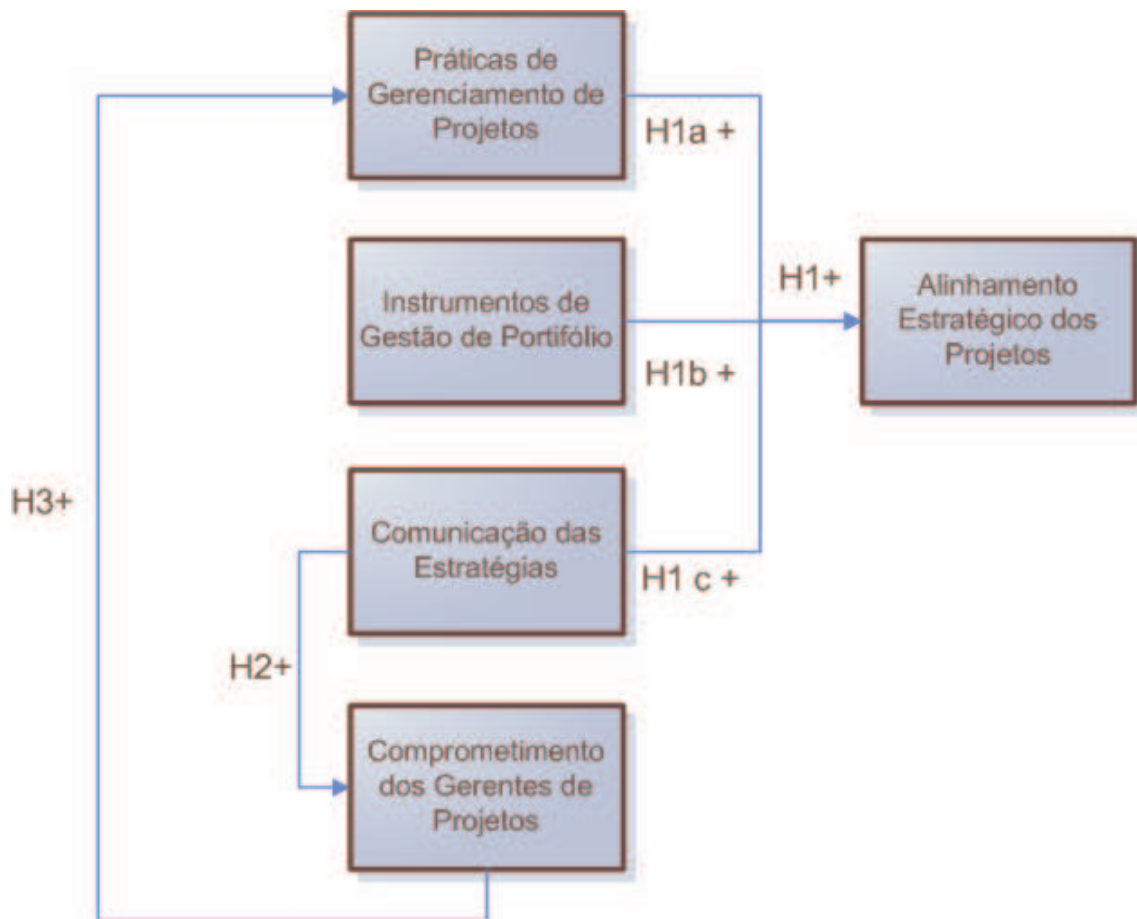 Práticas de
Gerenciamento de
Projetos
H1a +
Instrumentos de
Gestão de Portifólio
H1b +
H1+
Alinhamento
Estratégico dos
Projetos
Comunicação das
Estratégias
H1 c +
H3+
H2+
Comprometimento
dos Gerentes de
Projetos